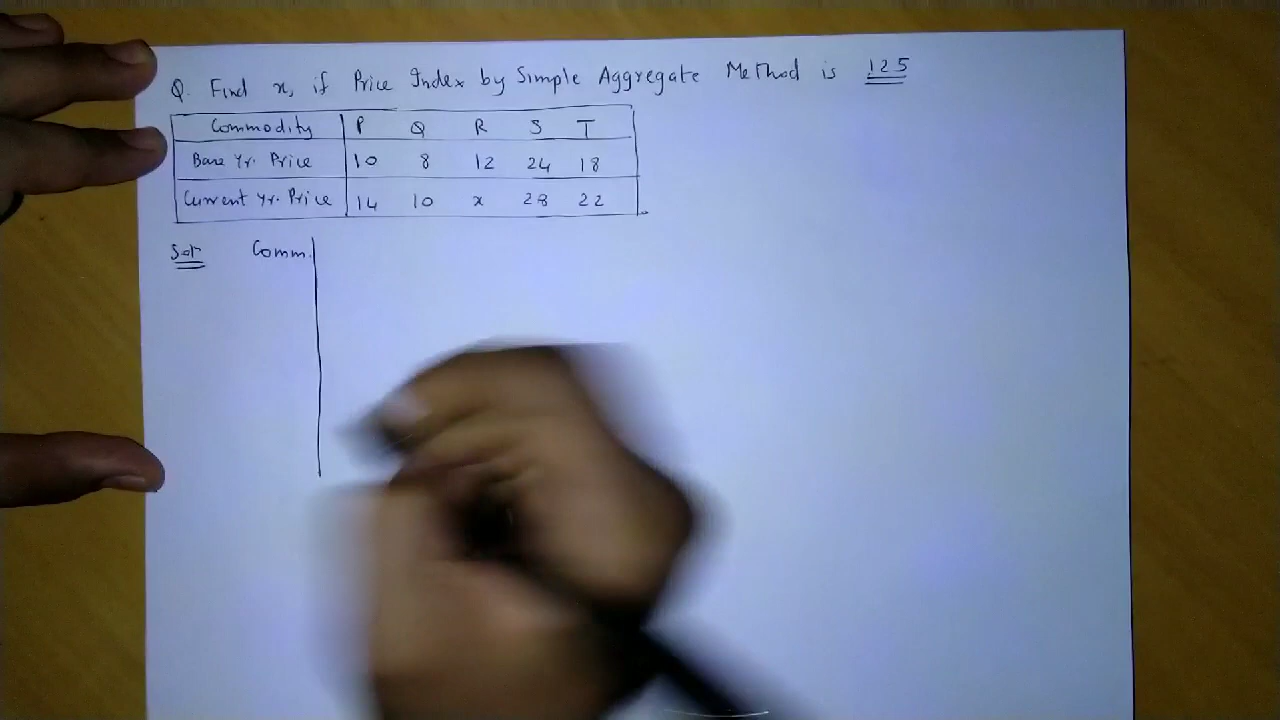 Q. Find x, if Price Index by Simple Aggregate Method is 125
Commodity P Q R S T
Base Yr. Price 10 8 12 24 18
Current Yr. Price 14 10 x 28 22
Soln Comm.